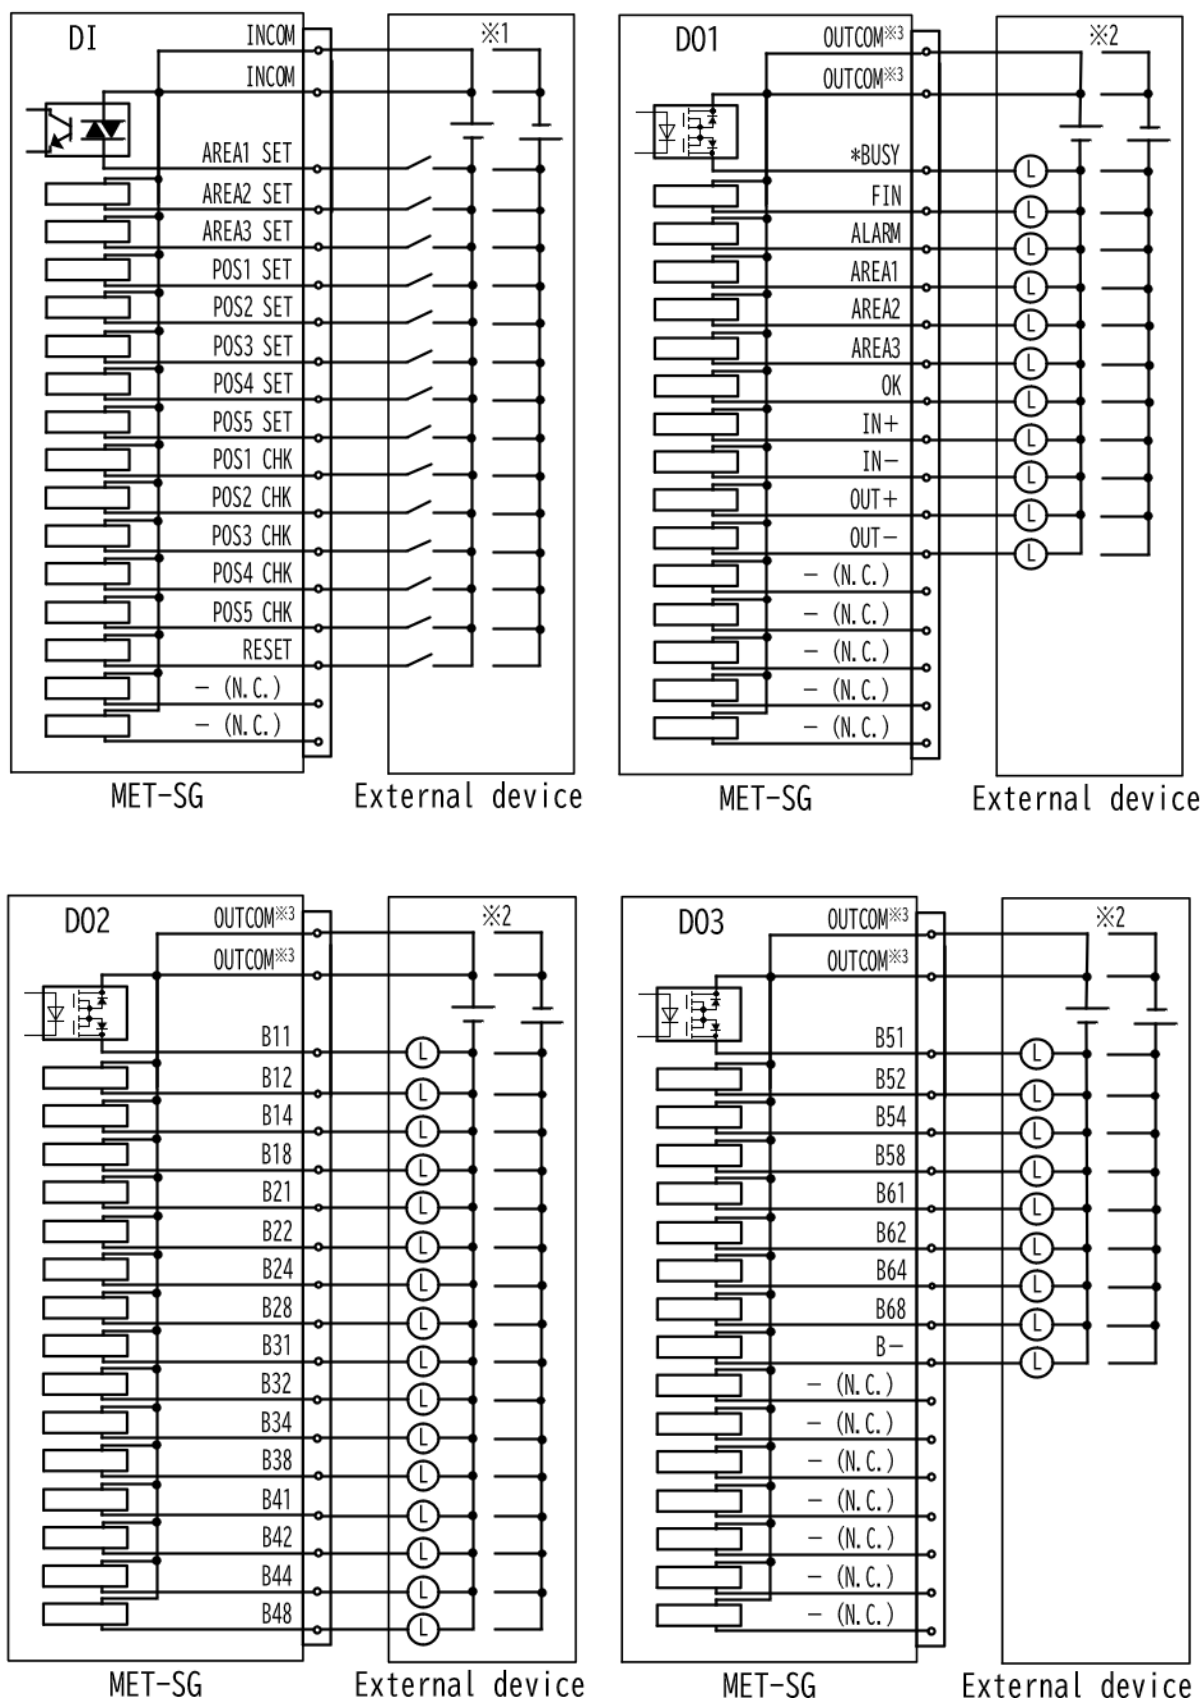 DI
※1
INCOM
INCOM
AREA1 SET
AREA2 SET
AREA3 SET
POS1 SET
POS2 SET
POS3 SET
POS4 SET
POS5 SET
POS1 CHK
POS2 CHK
POS3 CHK
POS4 CHK
POS5 CHK
RESET
- (N.C.)
- (N.C.)
MET-SG
External device
DO1
※2
OUTCOM※3
OUTCOM※3
*BUSY
L
FIN
L
ALARM
L
AREA1
L
AREA2
L
AREA3
L
OK
L
IN+
L
IN-
L
OUT+
L
OUT-
L
- (N.C.)
- (N.C.)
- (N.C.)
- (N.C.)
- (N.C.)
MET-SG
External device
DO2
※2
OUTCOM※3
OUTCOM※3
B11
L
B12
L
B14
L
B18
L
B21
L
B22
L
B24
L
B28
L
B31
L
B32
L
B34
L
B38
L
B41
L
B42
L
B44
L
B48
L
MET-SG
External device
DO3
※2
OUTCOM※3
OUTCOM※3
B51
L
B52
L
B54
L
B58
L
B61
L
B62
L
B64
L
B68
L
B-
L
- (N.C.)
- (N.C.)
- (N.C.)
- (N.C.)
- (N.C.)
- (N.C.)
- (N.C.)
MET-SG
External device